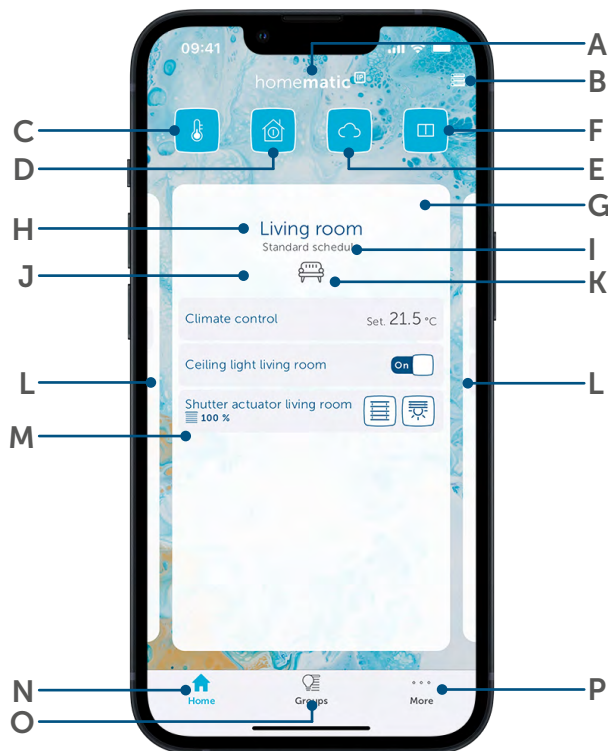 09:41
A
homematic IP
B
C
D
E
F
G
H
Living room
Standard schedule
I
J
K
Climate control
Set. 21.5 °C
Ceiling light living room
On
L
L
Shutter actuator living room
100 %
M
N
Home
Groups
More
P
O